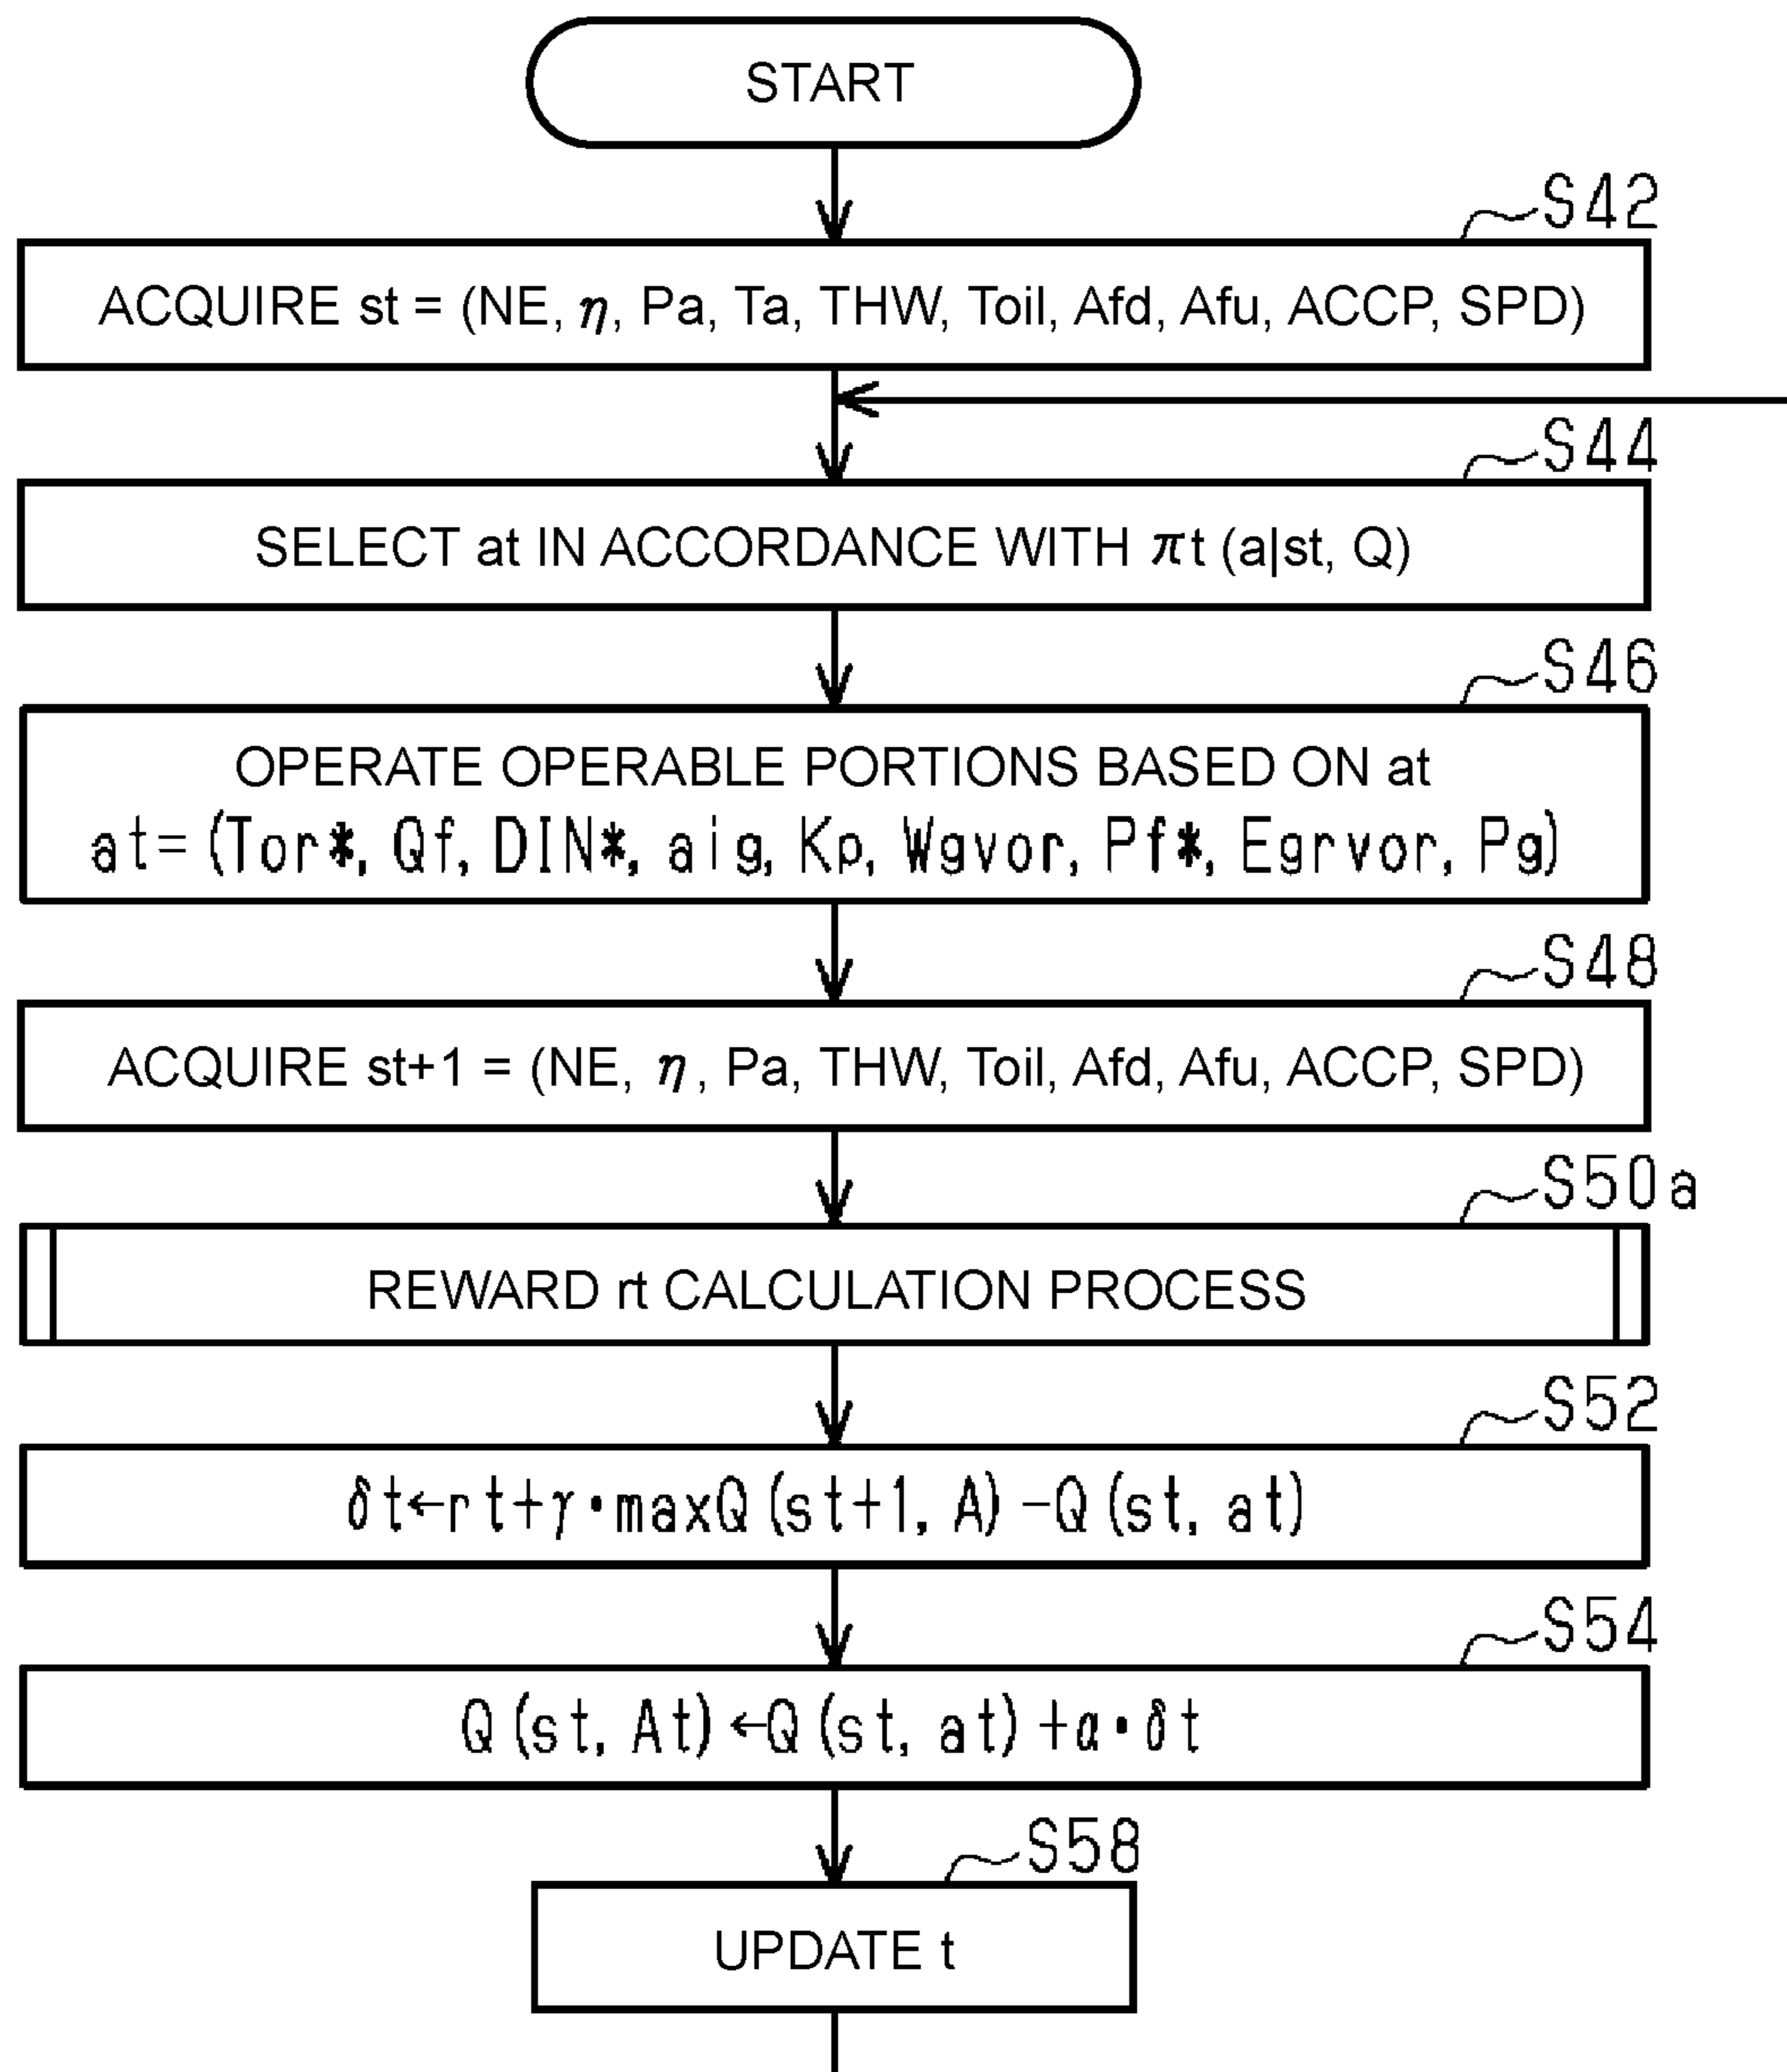 START
S42
ACQUIRE st = (NE, η, Pa, Ta, THW, Toil, Afd, Afu, ACCP, SPD)
S44
SELECT at IN ACCORDANCE WITH πt (a|st, Q)
S46
OPERATE OPERABLE PORTIONS BASED ON at
at=(Tor*, Qf, DIN*, aig, Kp, Wgvor, Pf*, Egrvor, Pg)
S48
ACQUIRE st+1 = (NE, η, Pa, THW, Toil, Afd, Afu, ACCP, SPD)
S50a
REWARD rt CALCULATION PROCESS
S52
δt←rt+γ•maxQ(st+1, A)-Q(st, at)
S54
Q(st, At)←Q(st, at)+α•δt
S58
UPDATE t